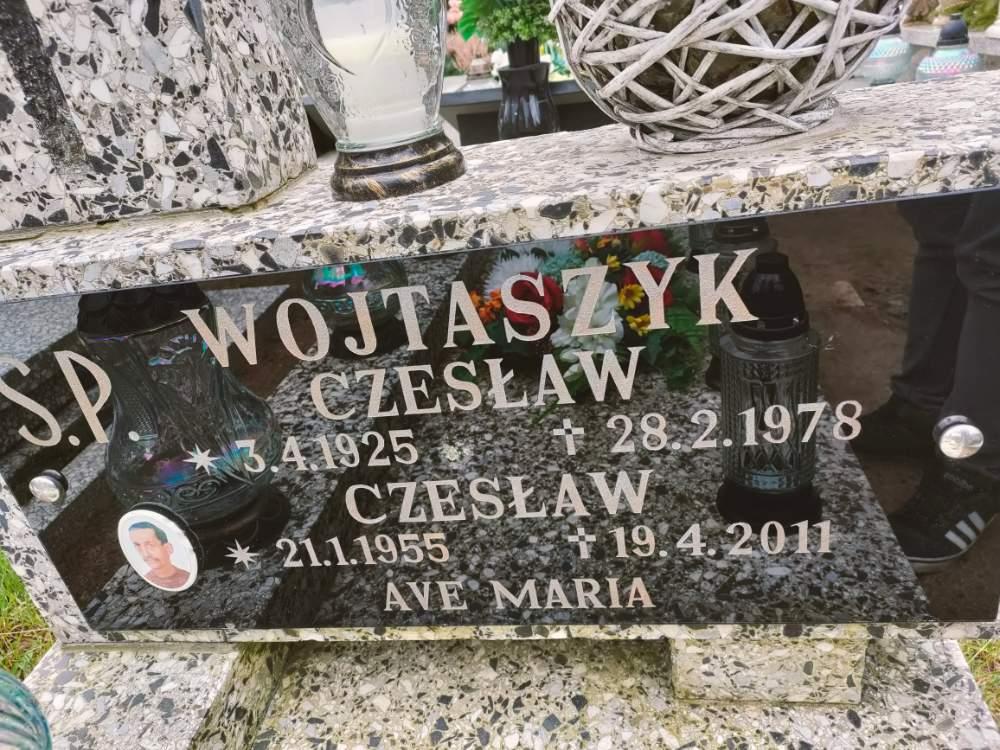 S.P. WOJTASZYK
CZESŁAW
* 3.4.1925 ✝ 28.2.1978
CZESŁAW
* 21.1.1955 ✝ 19.4.2011
AVE MARIA